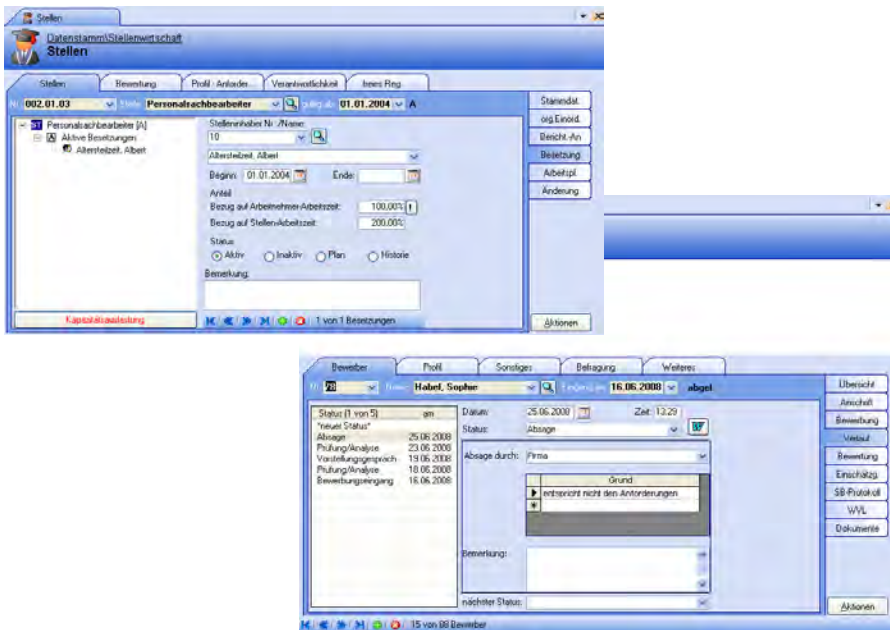 Stellen
Datenstamm\Stellenwirtschaft
Stellen
Stellen Bewertung Profil - Anforder. Verantwortlichkeit freies Reg.
002.01.03 Personalsachbearbeiter 01.01.2004 A
Personalsachbearbeiter [A]
Aktive Besetzungen
Altersteilzeit, Albert
Stelleninhaber Nr. /Name:
10
Altersteilzeit, Albert
Beginn: 01.01.2004 Ende:
Anteil
Bezug auf Arbeitnehmer-Arbeitszeit: 100,00%
Bezug auf Stellen-Arbeitszeit: 200,00%
Status
Aktiv Inaktiv Plan Historie
Bemerkung:
Kapazitätsauslastung
1 von 1 Besetzungen
Stammdat.
org.Einord.
Bericht.-An
Besetzung
Arbeitspl.
Änderung
Aktionen
Bewerber Profil Sonstiges Befragung Weiteres
78 Habel, Sophie 16.06.2008 abgel.
Status (1 von 5) am
*neuer Status*
Absage 25.06.2008
Prüfung/Analyse 23.06.2008
Vorstellungsgespräch 19.06.2008
Prüfung/Analyse 18.06.2008
Bewerbungseingang 16.06.2008
Datum: 25.06.2008 Zeit: 13:29
Status: Absage
Absage durch: Firma
Grund
entspricht nicht den Anforderungen
Bemerkung:
nächster Status:
15 von 88 Bewerber
Übersicht
Anschrift
Bewerbung
Verlauf
Bewertung
Einschätzg.
SB-Protokoll
WVL
Dokumente
Aktionen